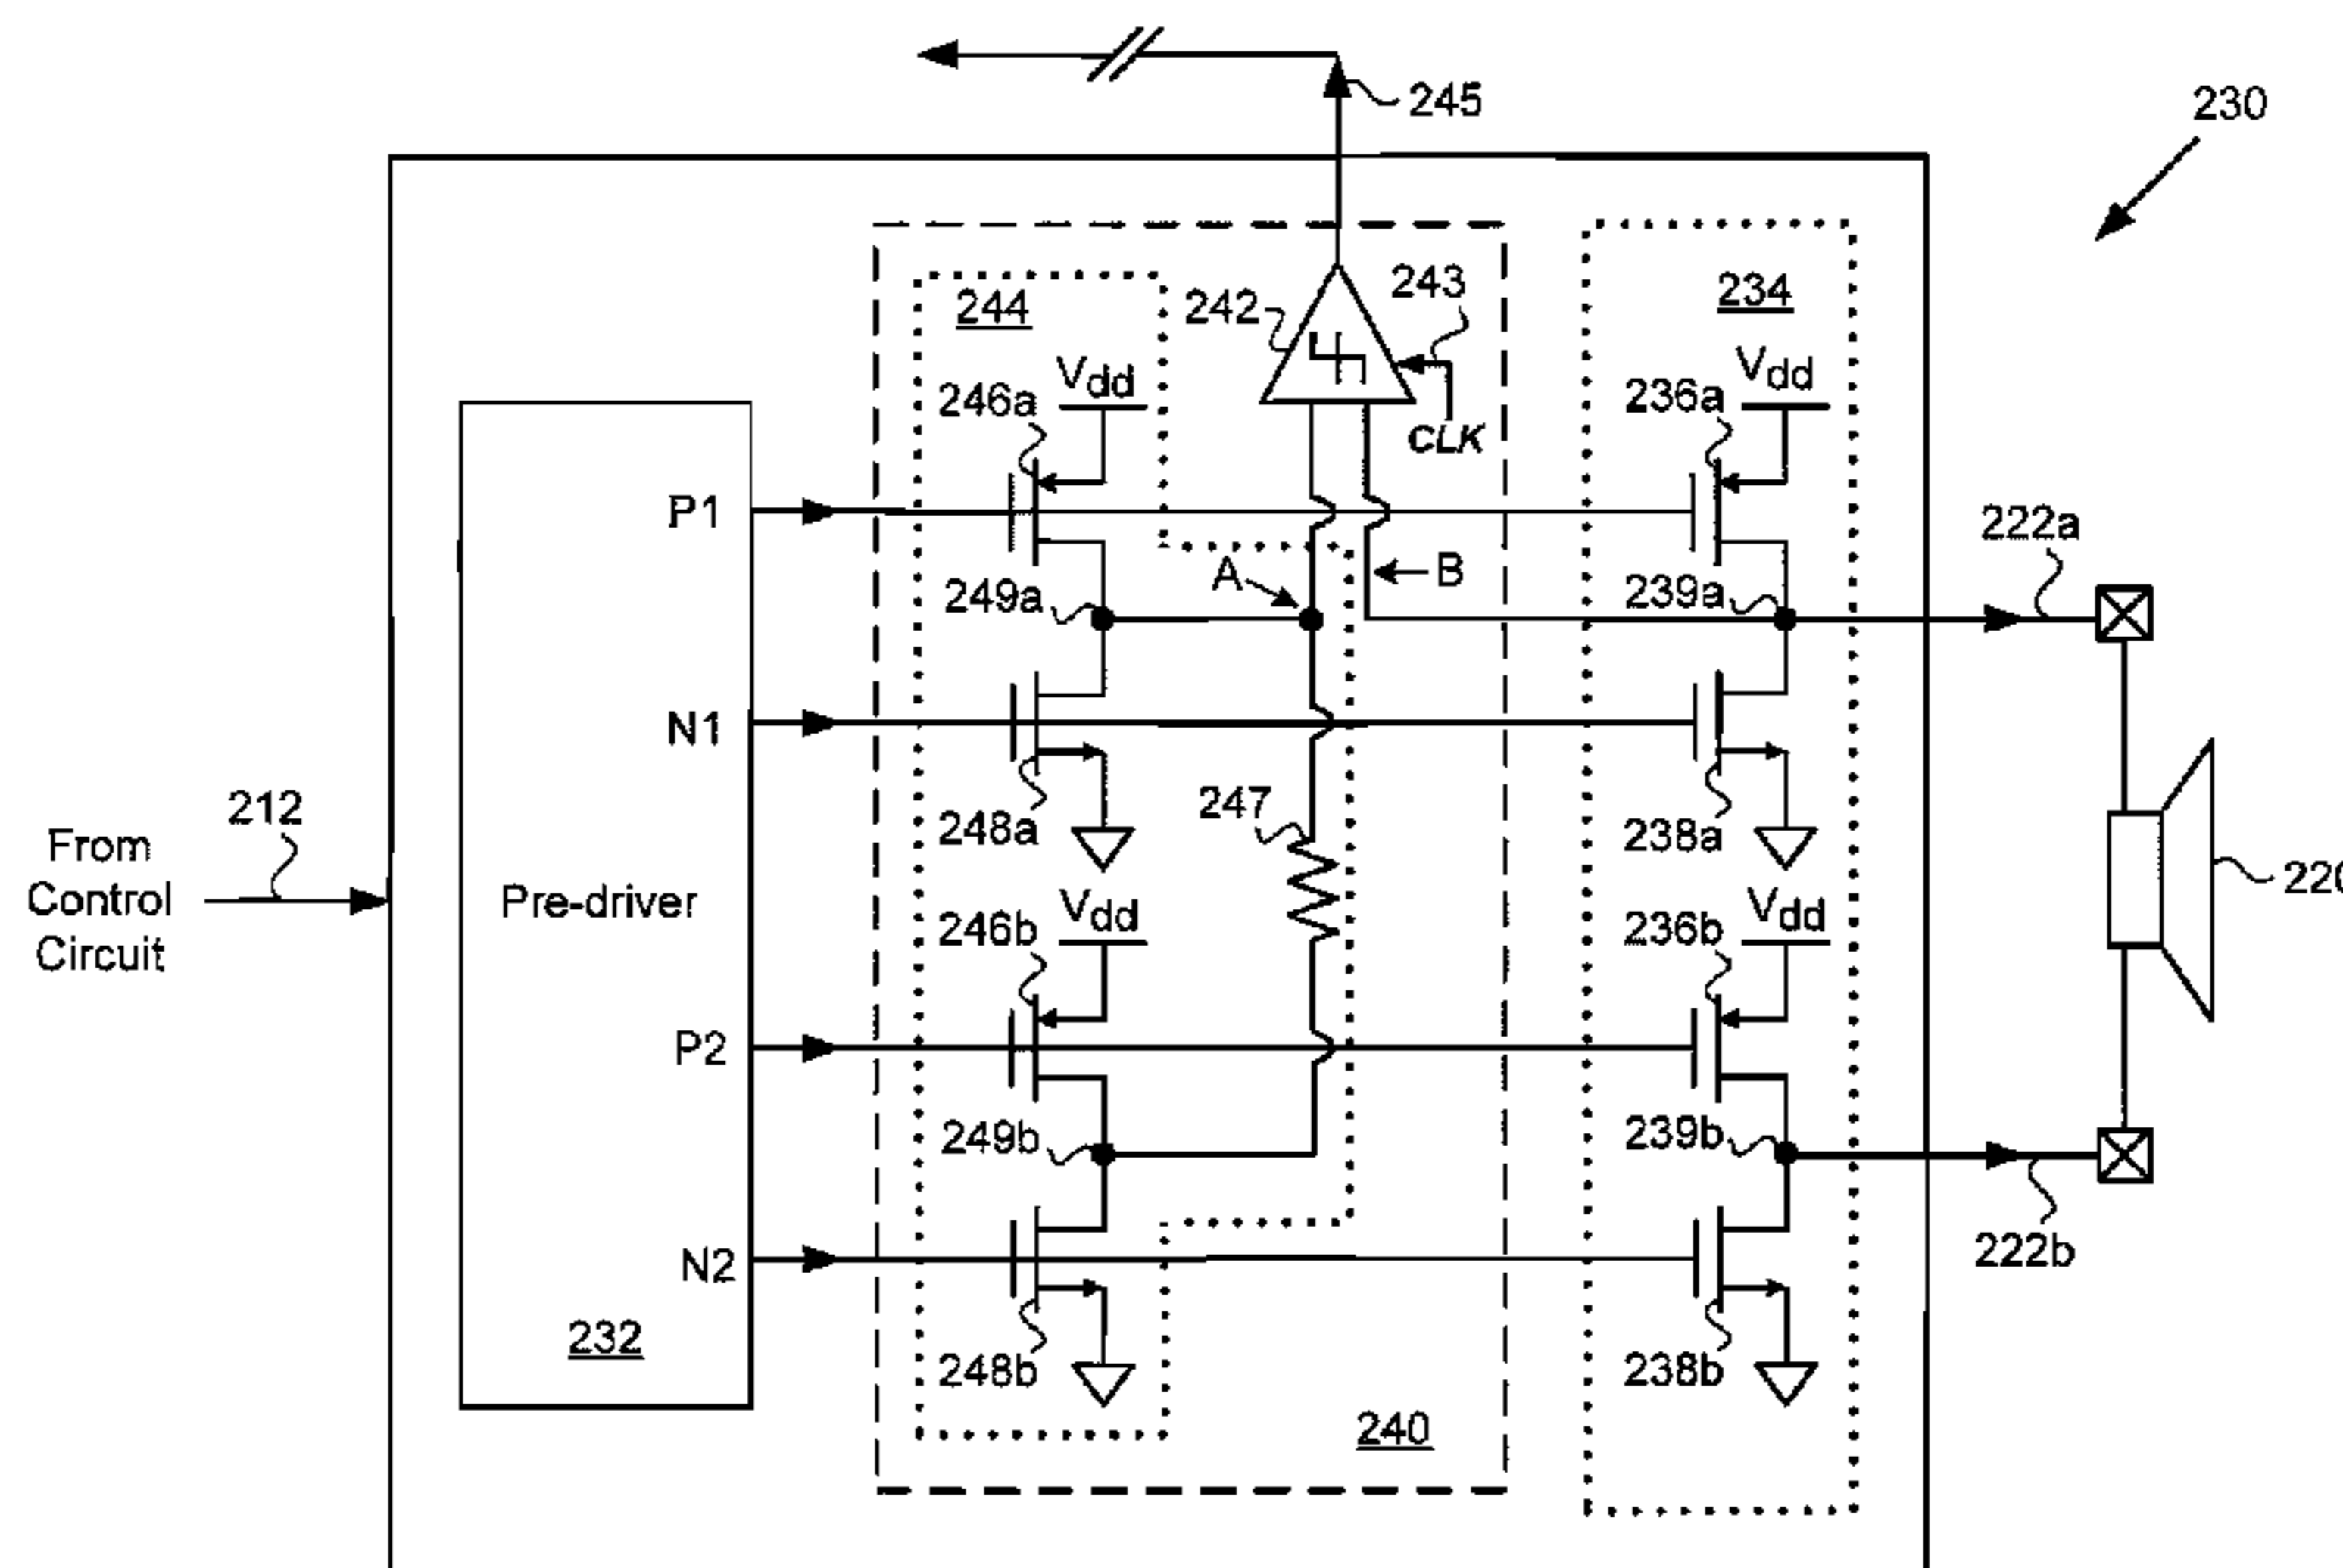 245
230
244
242
243
234
Vdd
246a
Vdd
236a
CLK
P1
222a
A
B
249a
239a
N1
247
212
248a
238a
From
Control
Circuit
Pre-driver
Vdd
Vdd
246b
236b
P2
249b
239b
N2
222b
232
248b
238b
240